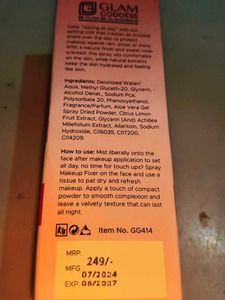 GLAM
GODDESS
Keep "staying all day" with our
setting mist that creates an invisible
shield over the skin to protect
makeup against rain, snow, or shine.
With a natural finish and sweet rose-
scented, this spray sits comfortably
on the skin, while natural extracts
keep the skin hydrated and feeling
like skin.
Ingredients: Deionized Water/
Aqua, Methyl Gluceth-20, Glycerin,
Alcohol Denat., Sodium Pca,
Polysorbate 20, Phenoxyethanol,
Fragrance/Parfum, Aloe Vera Gel
Spray Dried Powder, Citrus Limon
Extract, Glycerin (And) Achillea
Millefolium Extract, Allantoin, Sodium
Hydroxide, CI16035, CI17200,
CI14209.
How to use: Mist liberally onto the
face after makeup application to set
all day. no time for touch ups? Spray
Makeup Fixer on the face and use a
tissue to pat dry and refresh
makeup. Apply a touch of compact
powder to smooth complexion and
leave a velvety texture that can last
all night.
Item No. GG414
MRP. 249/-
MFG. 07/2024
EXP. 06/2027